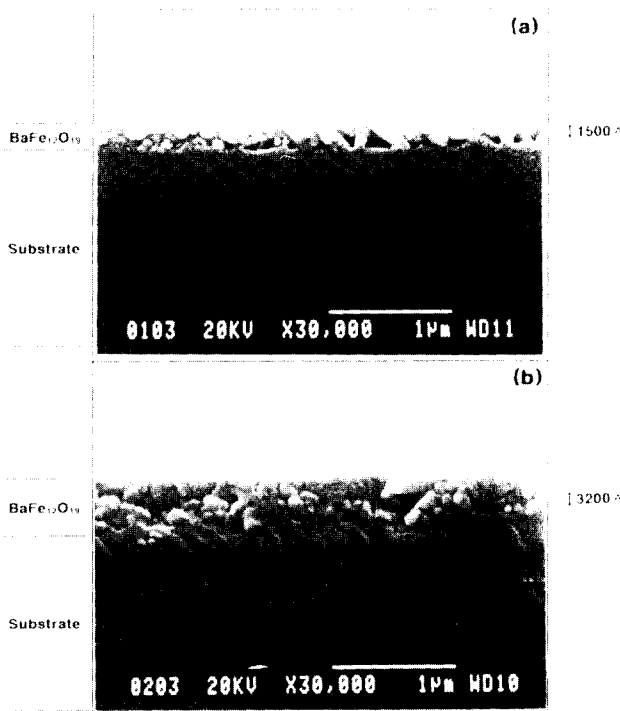 (a)
BaFe₁₂O₁₉
1500 Å
Substrate
0103 20KV X30,000 1µm WD11
(b)
BaFe₁₂O₁₉
3200 Å
Substrate
0203 20KV X30,000 1µm WD10